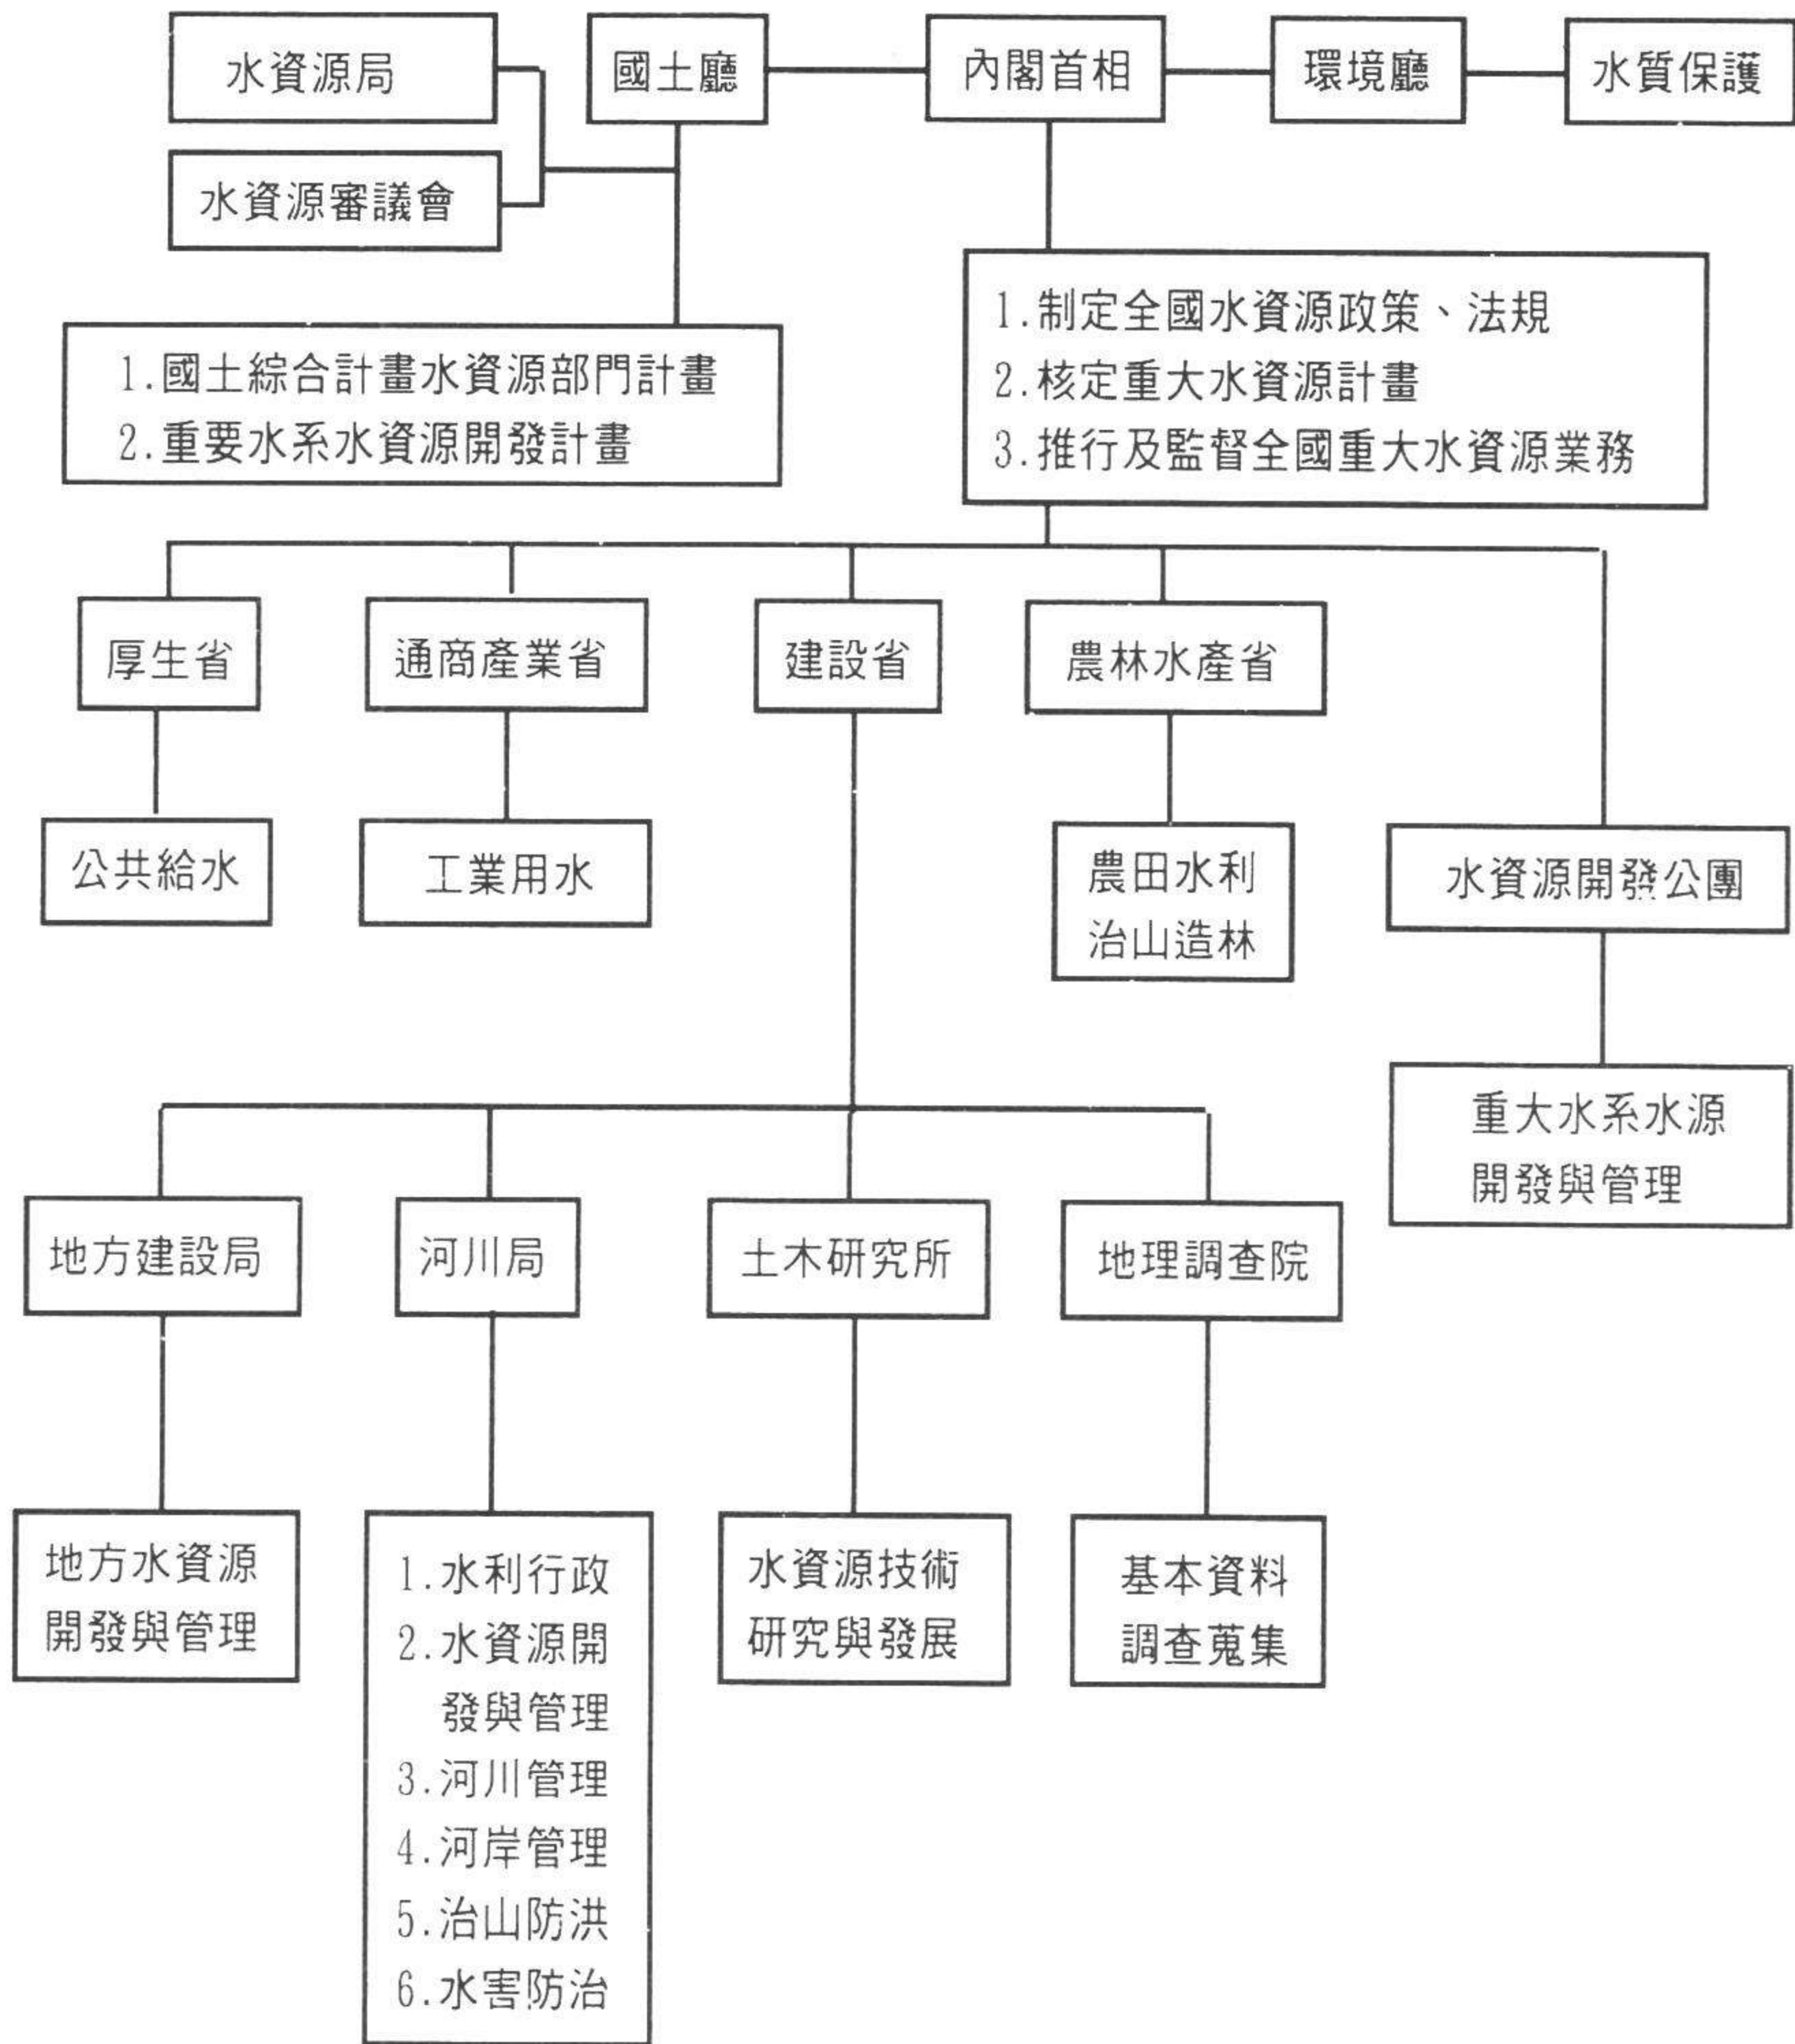 水資源局
國土廳
內閣首相
環境廳
水質保護
水資源審議會
1.國土綜合計畫水資源部門計畫
2.重要水系水資源開發計畫
1.制定全國水資源政策、法規
2.核定重大水資源計畫
3.推行及監督全國重大水資源業務
厚生省
通商產業省
建設省
農林水產省
公共給水
工業用水
農田水利
治山造林
水資源開發公團
重大水系水源
開發與管理
地方建設局
河川局
土木研究所
地理調查院
地方水資源
開發與管理
1.水利行政
2.水資源開
發與管理
3.河川管理
4.河岸管理
5.治山防洪
6.水害防治
水資源技術
研究與發展
基本資料
調查蒐集